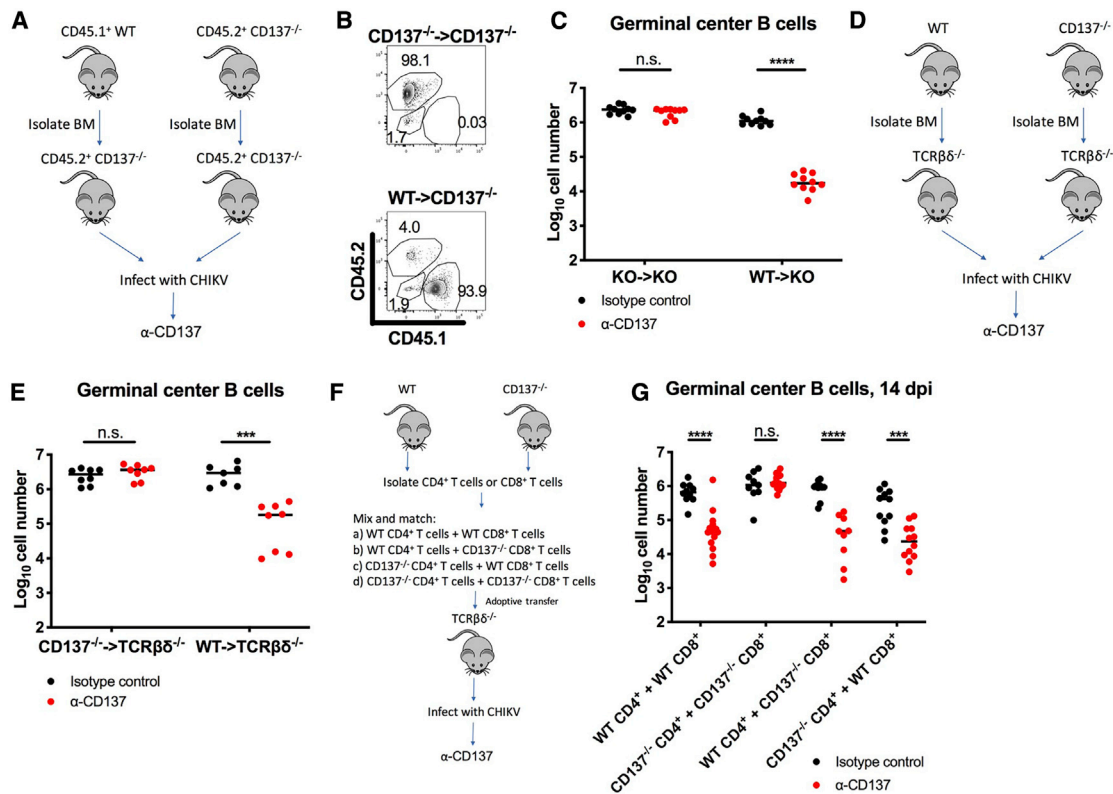 A
CD45.1⁺ WT
CD45.2⁺ CD137⁻/⁻
Isolate BM
Isolate BM
CD45.2⁺ CD137⁻/⁻
CD45.2⁺ CD137⁻/⁻
Infect with CHIKV
α-CD137
B
CD137⁻/⁻->CD137⁻/⁻
98.1
0.03
1.7
WT->CD137⁻/⁻
4.0
93.9
1.9
CD45.2
CD45.1
C
Germinal center B cells
n.s.
****
7
6
5
4
3
2
Log₁₀ cell number
KO->KO
WT->KO
Isotype control
α-CD137
D
WT
CD137⁻/⁻
Isolate BM
Isolate BM
TCRβδ⁻/⁻
TCRβδ⁻/⁻
Infect with CHIKV
α-CD137
E
Germinal center B cells
n.s.
***
7
6
5
4
3
2
Log₁₀ cell number
CD137⁻/⁻->TCRβδ⁻/⁻
WT->TCRβδ⁻/⁻
Isotype control
α-CD137
F
WT
CD137⁻/⁻
Isolate CD4⁺ T cells or CD8⁺ T cells
Mix and match:
a) WT CD4⁺ T cells + WT CD8⁺ T cells
b) WT CD4⁺ T cells + CD137⁻/⁻ CD8⁺ T cells
c) CD137⁻/⁻ CD4⁺ T cells + WT CD8⁺ T cells
d) CD137⁻/⁻ CD4⁺ T cells + CD137⁻/⁻ CD8⁺ T cells
Adoptive transfer
TCRβδ⁻/⁻
Infect with CHIKV
α-CD137
G
Germinal center B cells, 14 dpi
****
n.s.
****
***
7
6
5
4
3
2
Log₁₀ cell number
WT CD4⁺ + WT CD8⁺
CD137⁻/⁻ CD4⁺ + CD137⁻/⁻ CD8⁺
WT CD4⁺ + CD137⁻/⁻ CD8⁺
CD137⁻/⁻ CD4⁺ + WT CD8⁺
Isotype control
α-CD137